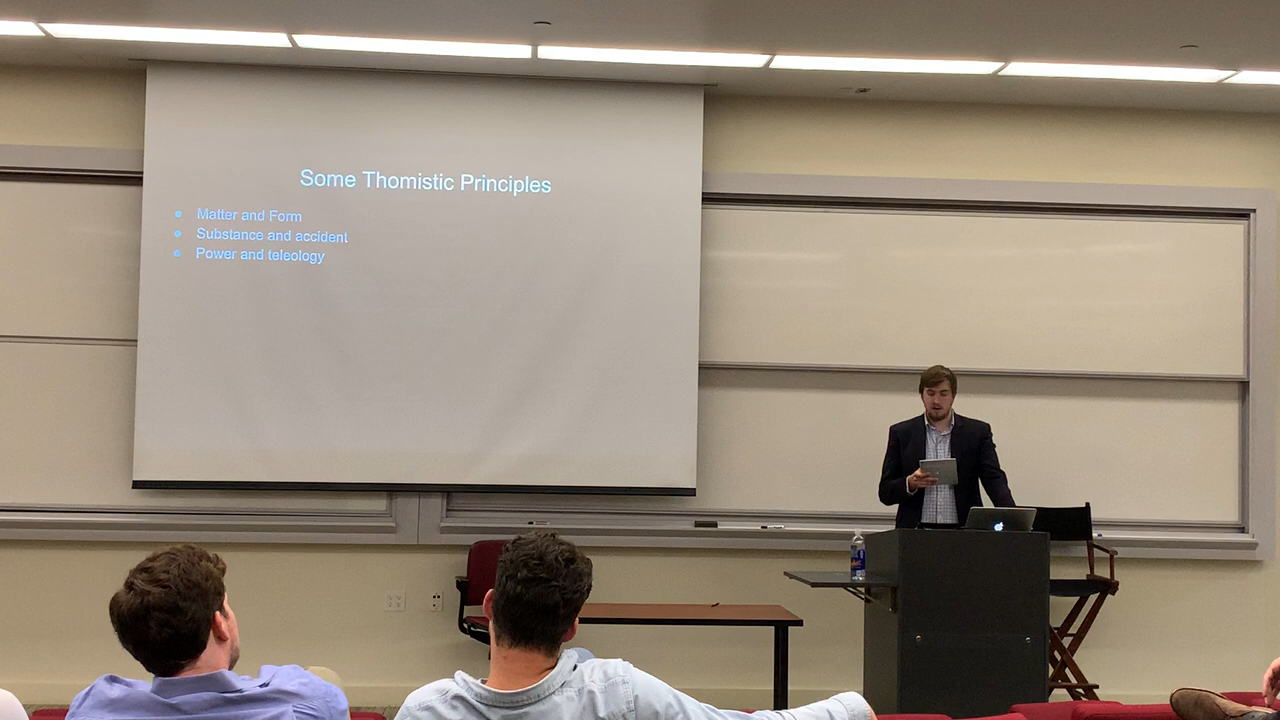 Some Thomistic Principles
Matter and Form
Substance and accident
Power and teleology